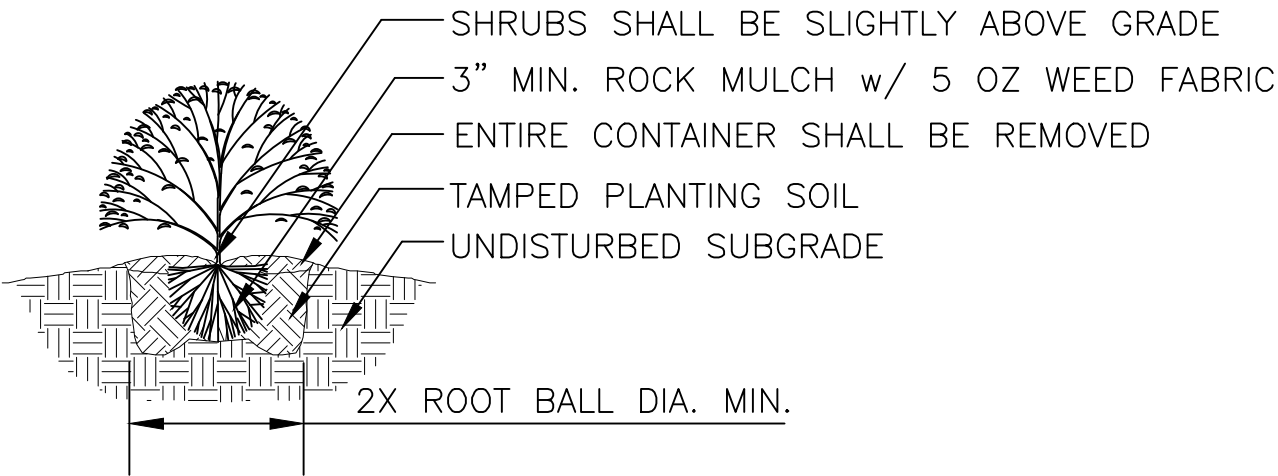 SHRUBS SHALL BE SLIGHTLY ABOVE GRADE
3” MIN. ROCK MULCH w/ 5 OZ WEED FABRIC
ENTIRE CONTAINER SHALL BE REMOVED
TAMPED PLANTING SOIL
UNDISTURBED SUBGRADE
2X ROOT BALL DIA. MIN.